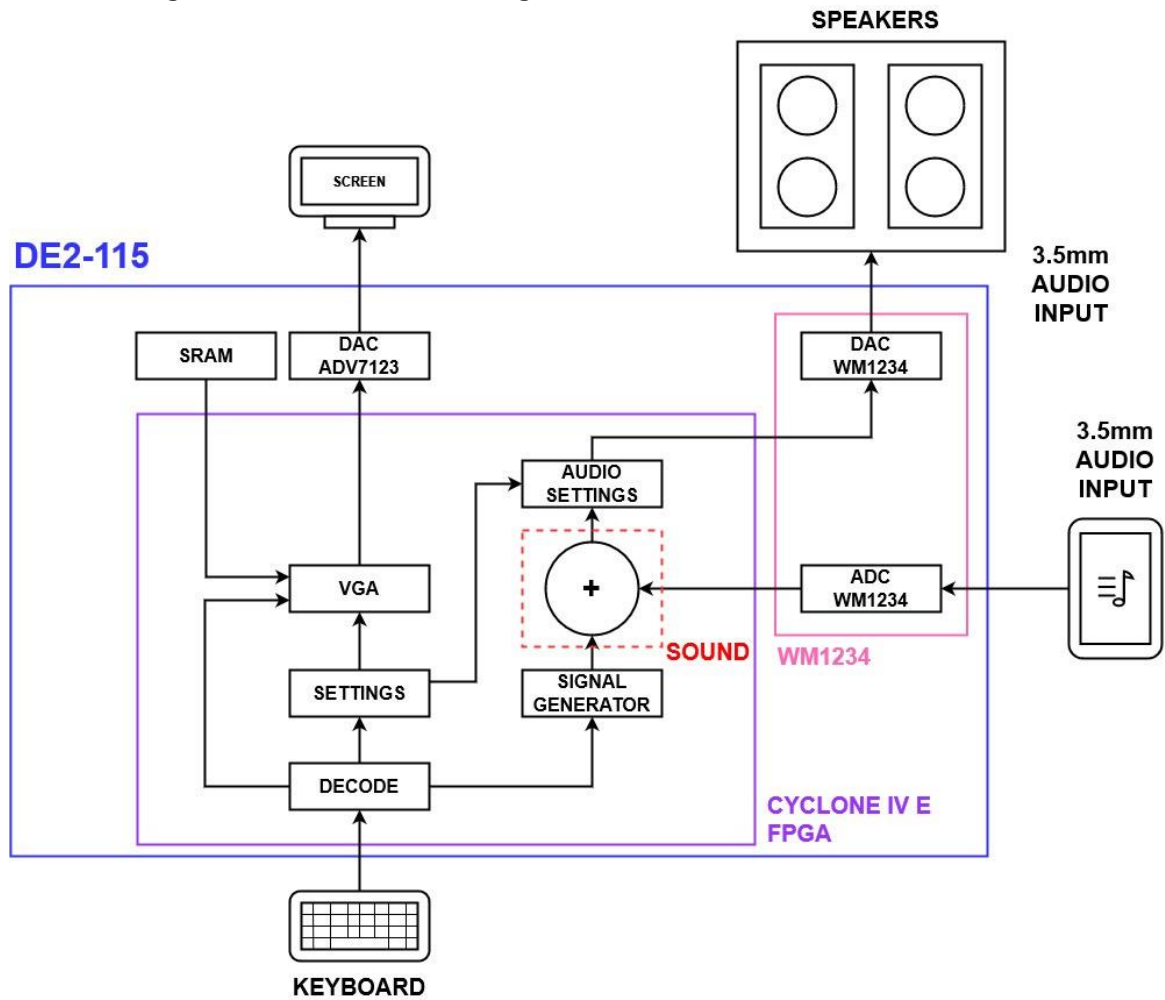 SPEAKERS
SCREEN
DE2-115
3.5mm
AUDIO
INPUT
SRAM
DAC
ADV7123
DAC
WM1234
3.5mm
AUDIO
INPUT
AUDIO
SETTINGS
VGA
+
ADC
WM1234
SOUND
WM1234
SETTINGS
SIGNAL
GENERATOR
DECODE
CYCLONE IV E
FPGA
KEYBOARD